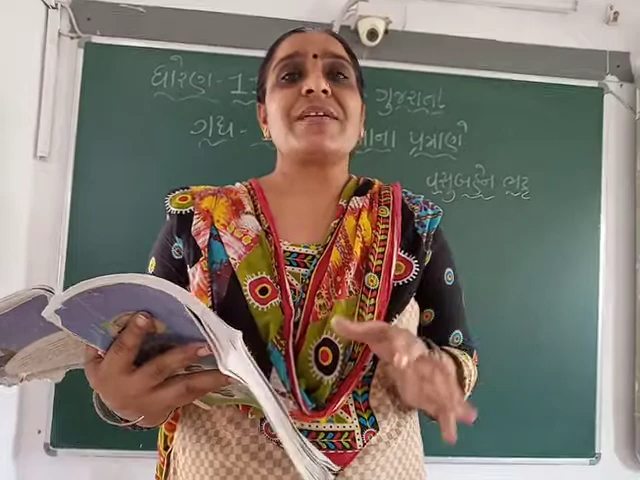 ધોરણ - 1
ગુજરાતી
ગદ્ય -
પ્રમાણે
વસુબહેન ભટ્ટ